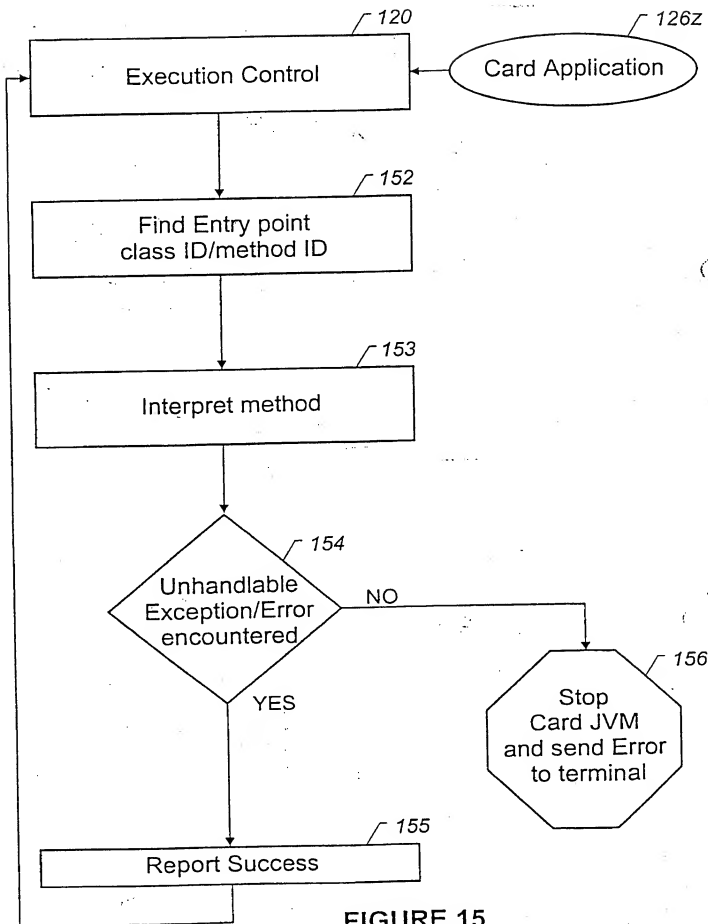 120
126z
Execution Control
Card Application
152
Find Entry point
class ID/method ID
153
Interpret method
154
Unhandlable
Exception/Error
encountered
NO
YES
156
Stop
Card JVM
and send Error
to terminal
155
Report Success
FIGURE 15